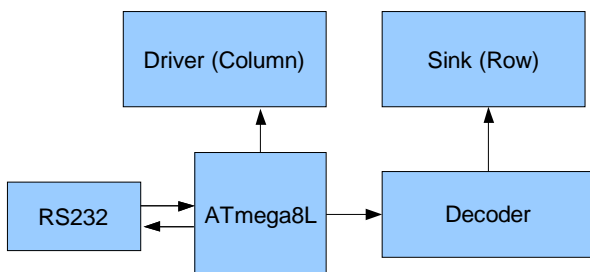 Driver (Column)
Sink (Row)
RS232
ATmega8L
Decoder